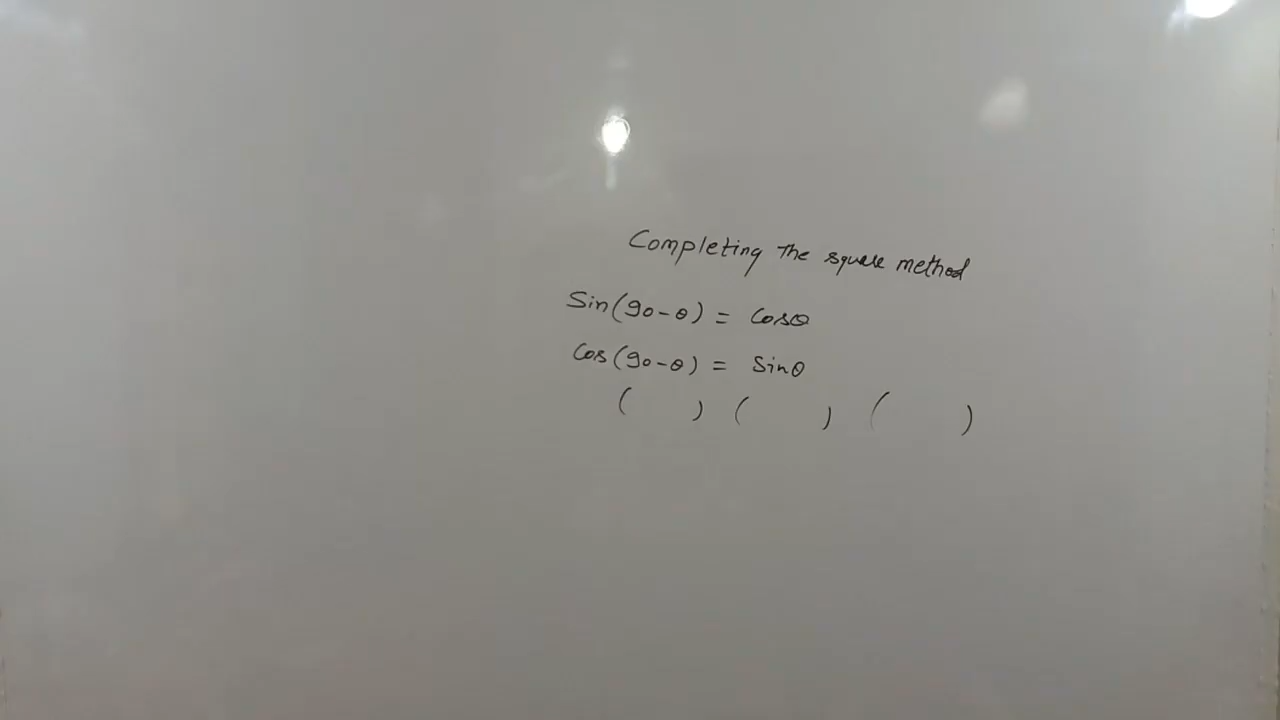 Completing The square method
Sin(90-θ) = Cosθ
Cos(90-θ) = Sinθ
( ) ( ) ( )